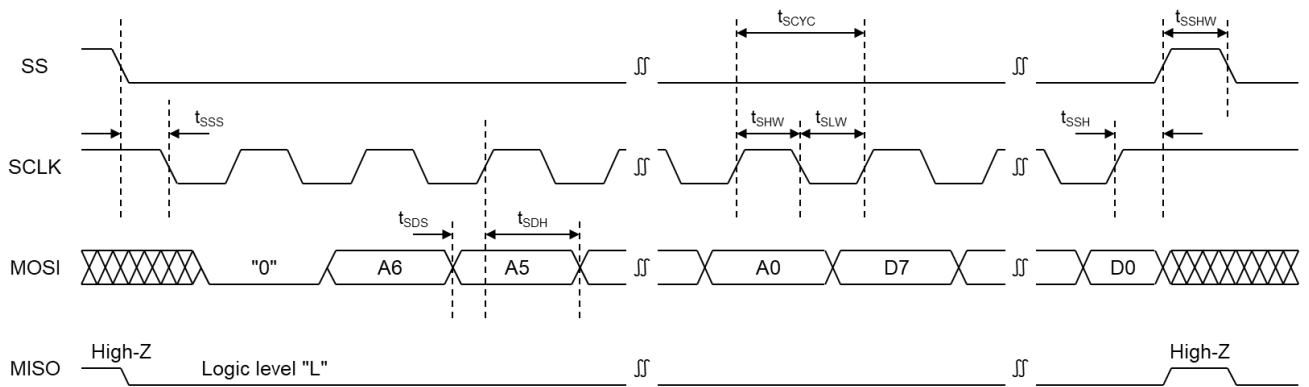 tSCYC tSSHW
SS ∬ ∬
tSSS tSHW tSLW tSSH
SCLK ∬ ∬
tSDS tSDH
MOSI "0" A6 A5 ∬ A0 D7 ∬ D0
High-Z High-Z
MISO Logic level "L" ∬ ∬